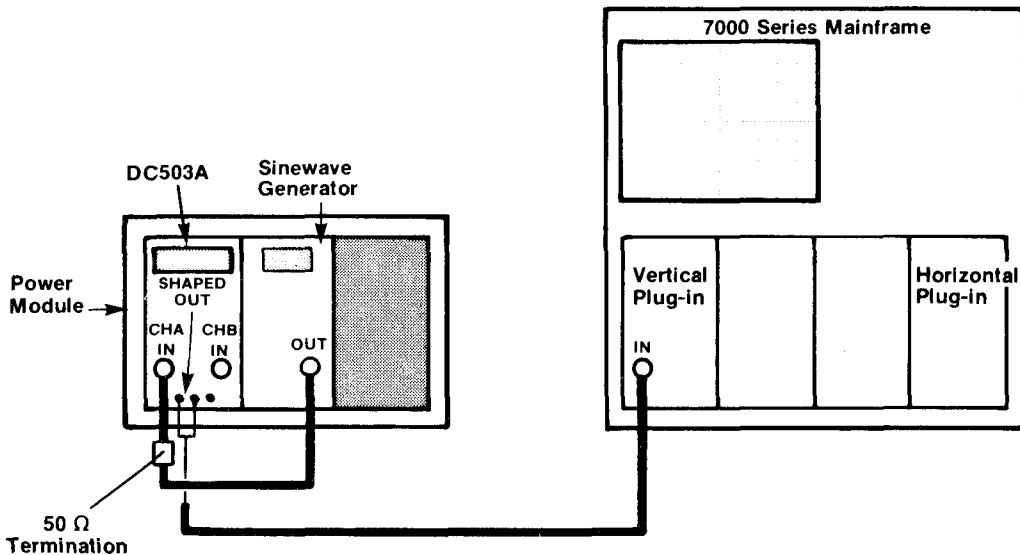 7000 Series Mainframe
DC503A
Sinewave
Generator
Power
Module
SHAPED
OUT
CHA
IN
CHB
IN
OUT
Vertical
Plug-in
IN
Horizontal
Plug-in
50 Ω
Termination